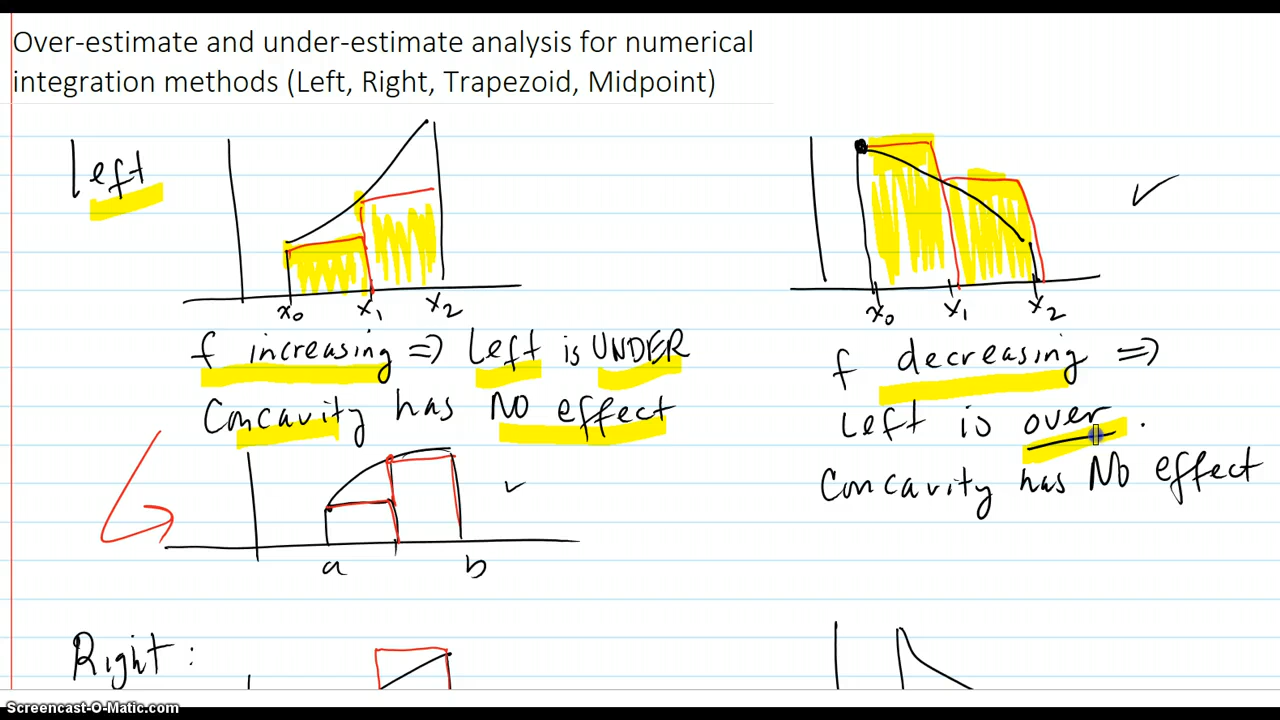 Over-estimate and under-estimate analysis for numerical
integration methods (Left, Right, Trapezoid, Midpoint)
Left
x₀ x₁ x₂
f increasing ⇒ Left is UNDER
Concavity has NO effect
a b
x₀ x₁ x₂
f decreasing ⇒
Left is over.
Concavity has NO effect
Right:
Screencast-O-Matic.com